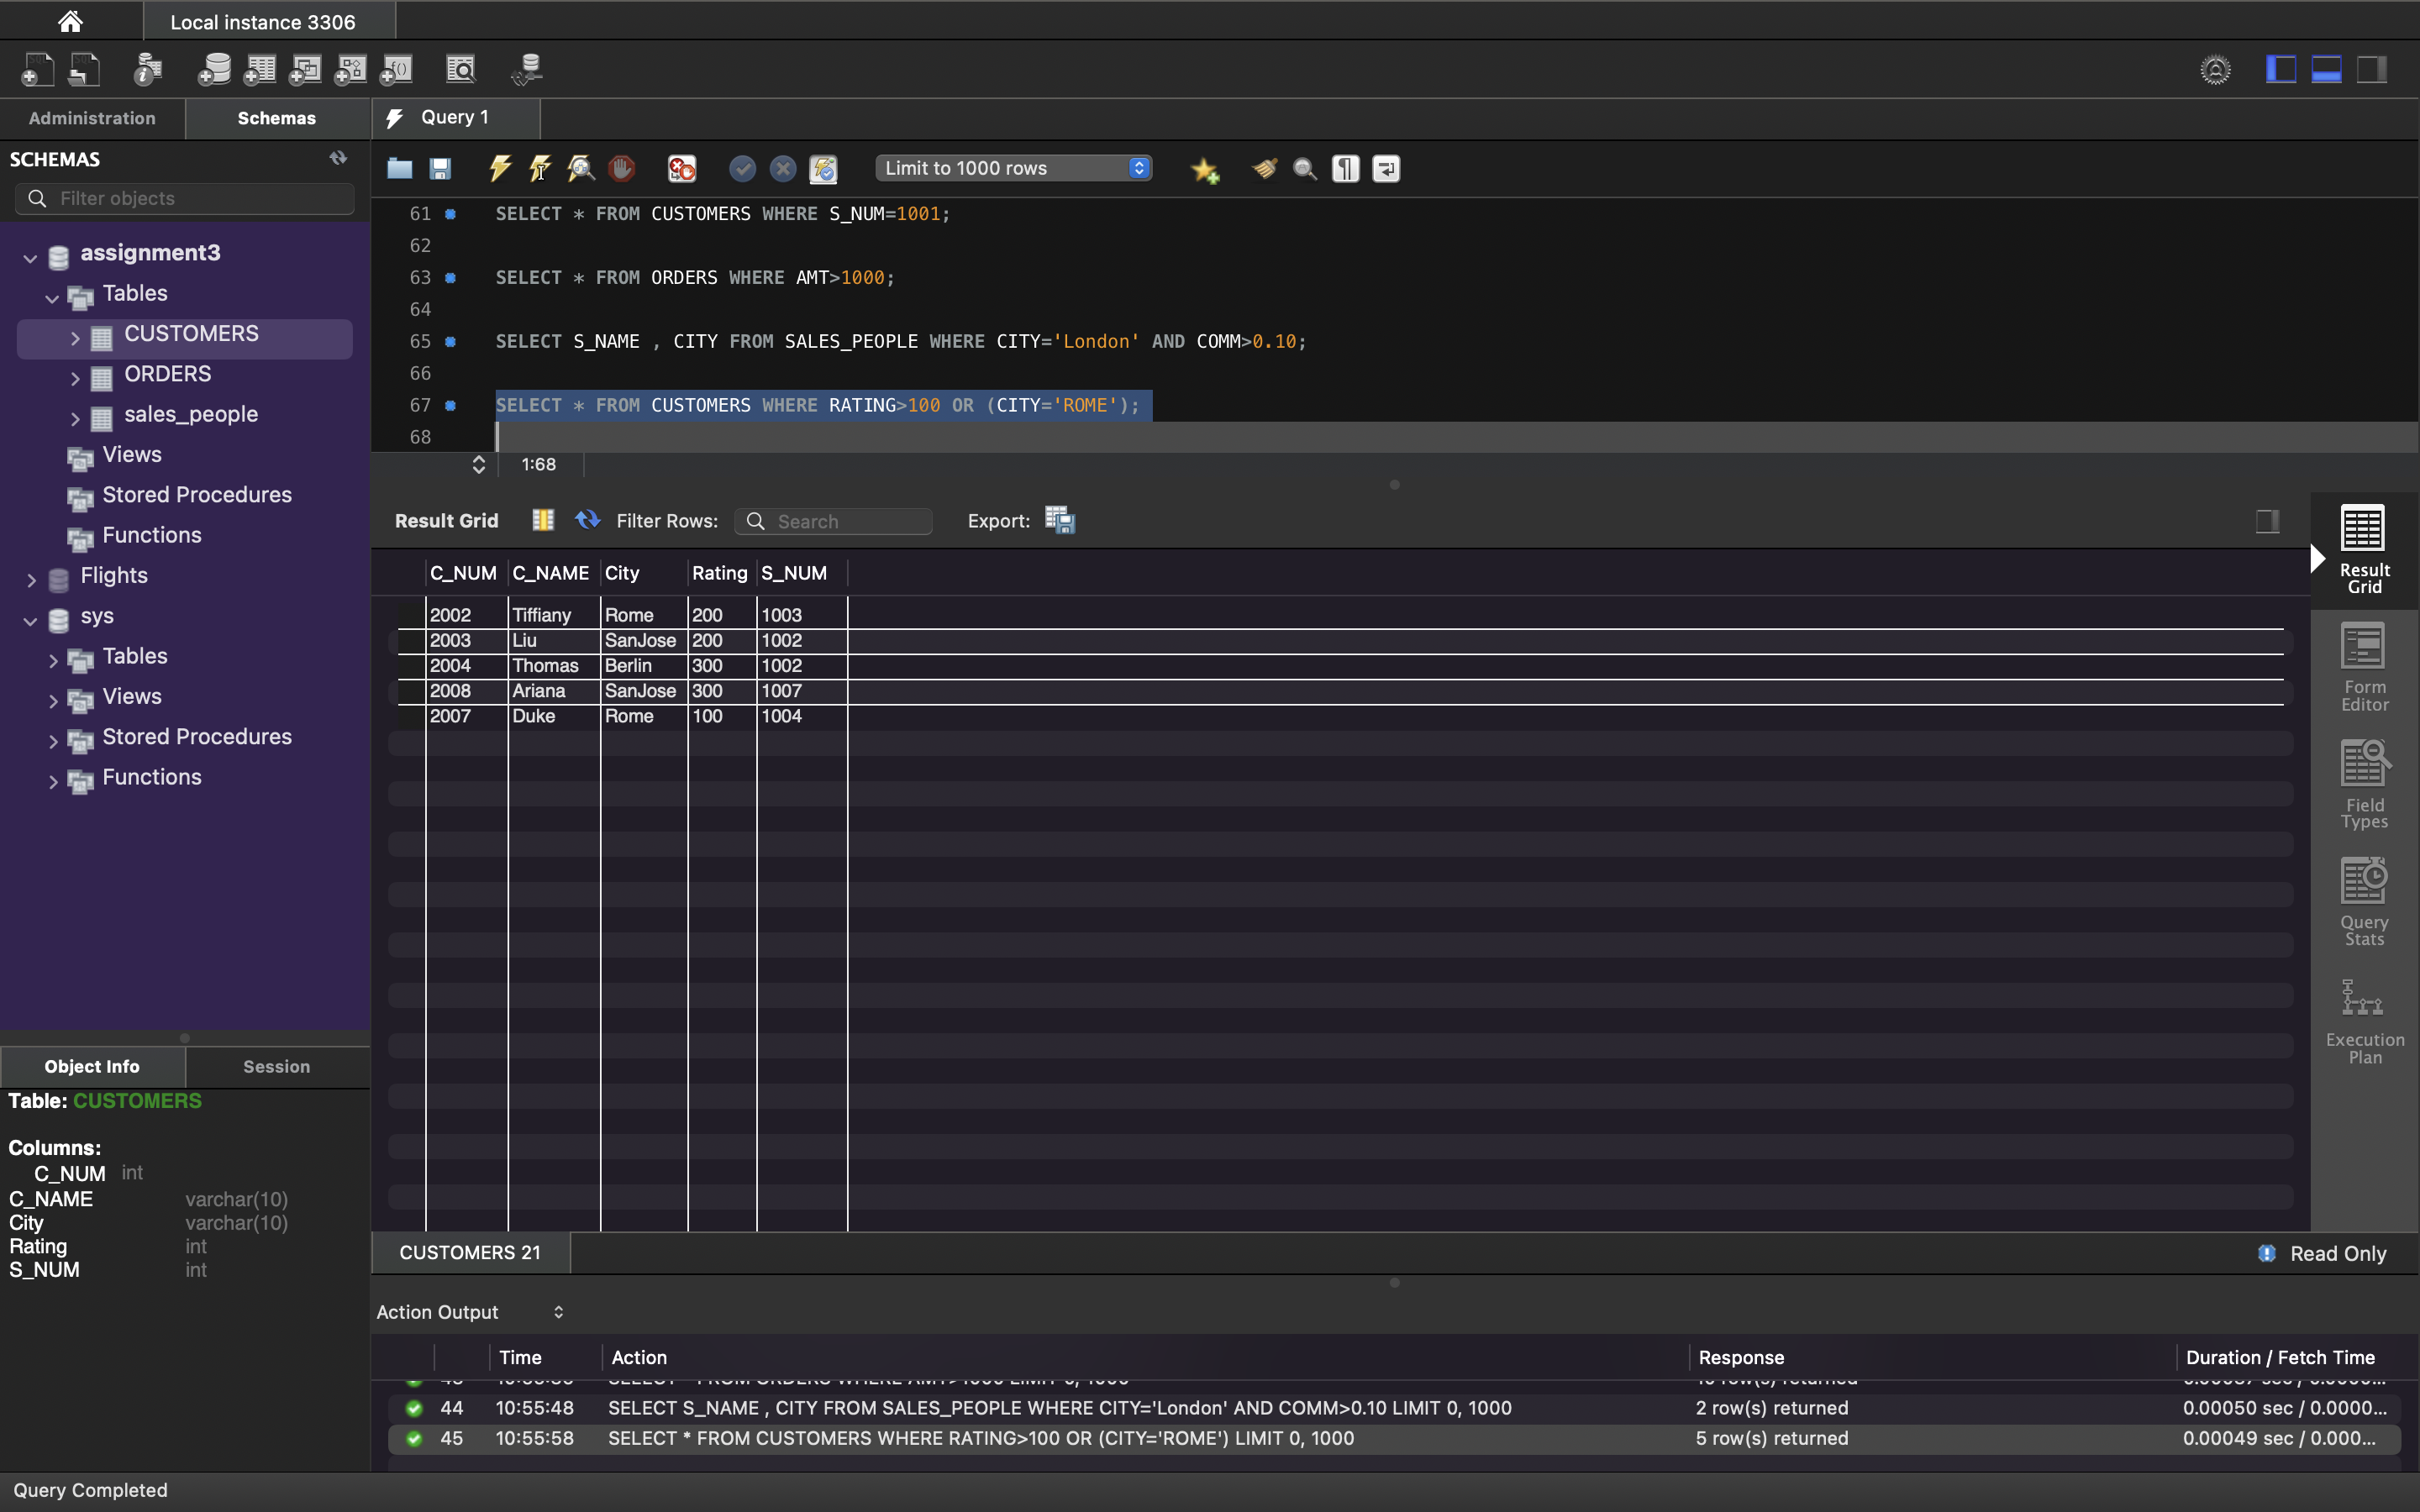 Local instance 3306
Administration
Schemas
Query 1
SCHEMAS
Filter objects
assignment3
Tables
CUSTOMERS
ORDERS
sales_people
Views
Stored Procedures
Functions
Flights
sys
Tables
Views
Stored Procedures
Functions
Object Info
Session
Table: CUSTOMERS
Columns:
C_NUM int
C_NAME varchar(10)
City varchar(10)
Rating int
S_NUM int
Limit to 1000 rows
61 SELECT * FROM CUSTOMERS WHERE S_NUM=1001;
62
63 SELECT * FROM ORDERS WHERE AMT>1000;
64
65 SELECT S_NAME , CITY FROM SALES_PEOPLE WHERE CITY='London' AND COMM>0.10;
66
67 SELECT * FROM CUSTOMERS WHERE RATING>100 OR (CITY='ROME');
68
1:68
Result Grid Filter Rows: Search Export:
C_NUM C_NAME City Rating S_NUM
2002 Tiffiany Rome 200 1003
2003 Liu SanJose 200 1002
2004 Thomas Berlin 300 1002
2008 Ariana SanJose 300 1007
2007 Duke Rome 100 1004
Result
Grid
Form
Editor
Field
Types
Query
Stats
Execution
Plan
CUSTOMERS 21
Read Only
Action Output
Time Action Response Duration / Fetch Time
44 10:55:48 SELECT S_NAME , CITY FROM SALES_PEOPLE WHERE CITY='London' AND COMM>0.10 LIMIT 0, 1000 2 row(s) returned 0.00050 sec / 0.0000...
45 10:55:58 SELECT * FROM CUSTOMERS WHERE RATING>100 OR (CITY='ROME') LIMIT 0, 1000 5 row(s) returned 0.00049 sec / 0.000...
Query Completed